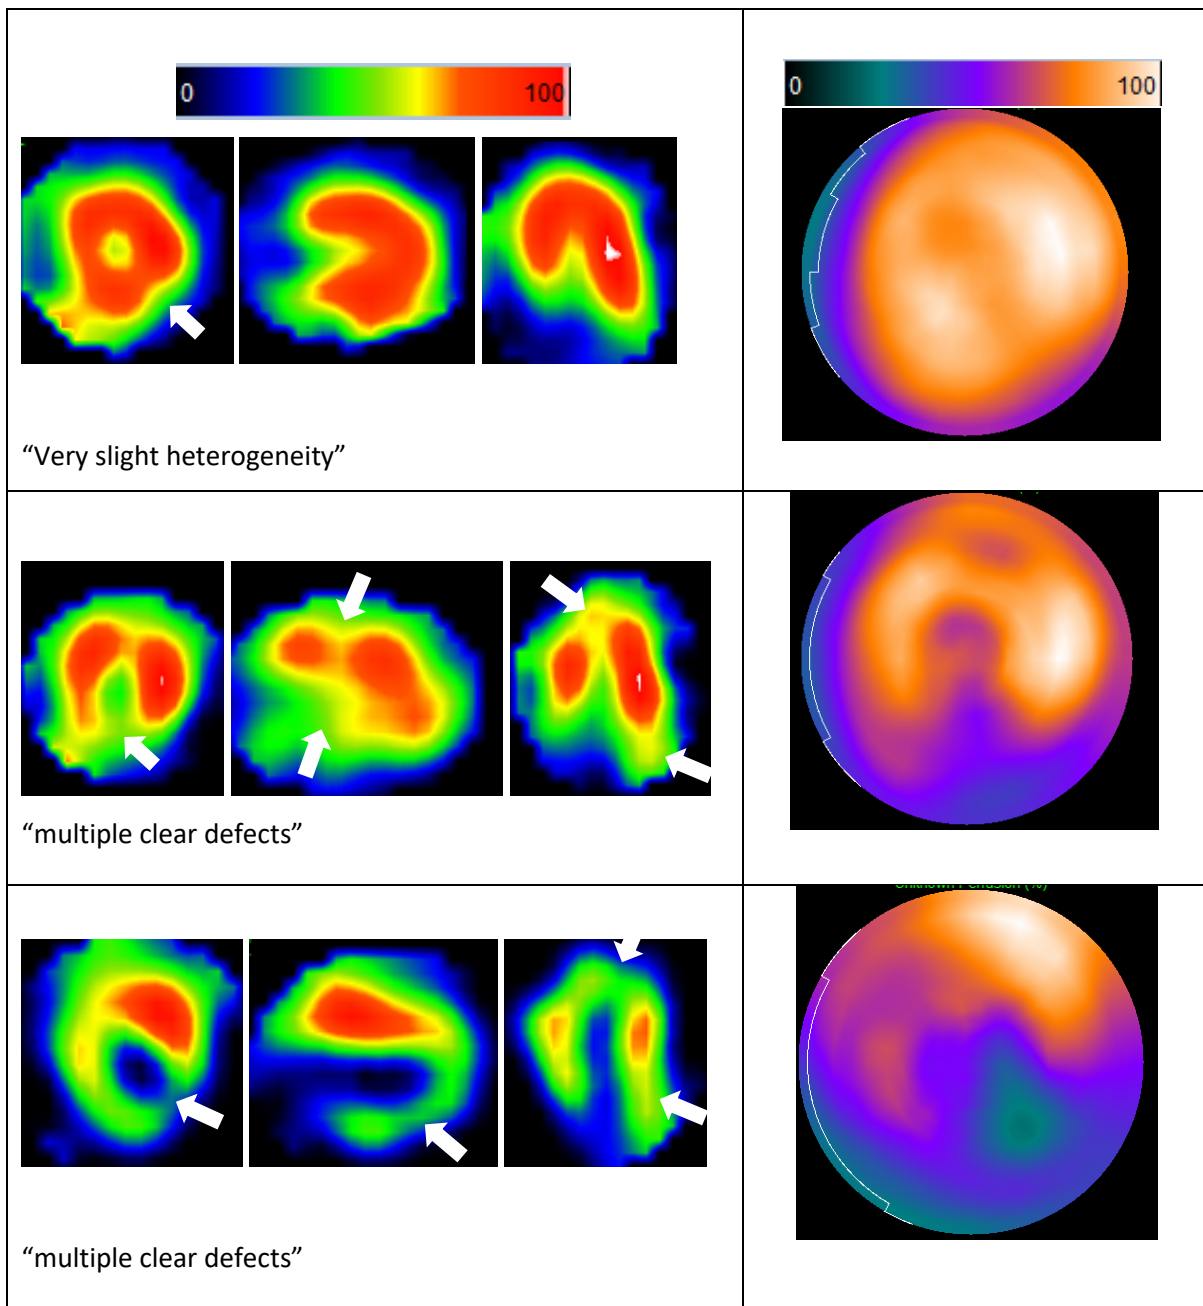 0 100
0 100
“Very slight heterogeneity”
“multiple clear defects”
“multiple clear defects”